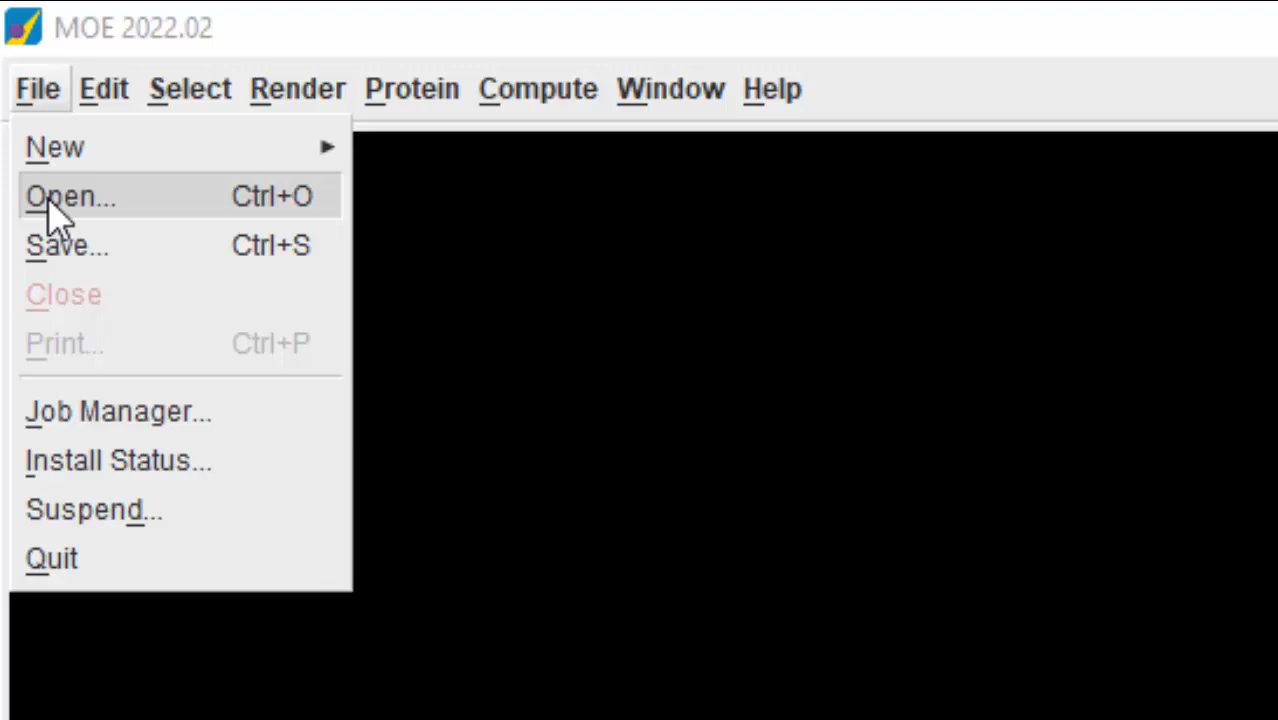 MOE 2022.02
File Edit Select Render Protein Compute Window Help
New
Open... Ctrl+O
Save... Ctrl+S
Close
Print... Ctrl+P
Job Manager...
Install Status...
Suspend...
Quit